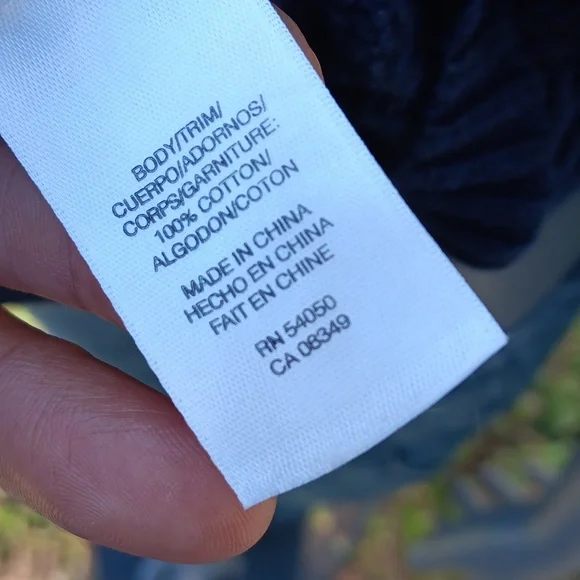 BODY/TRIM/
CUERPO/ADORNOS/
CORPS/GARNITURE:
100% COTTON/
ALGODON/COTON
MADE IN CHINA
HECHO EN CHINA
FAIT EN CHINE
RN 54050
CA 08349